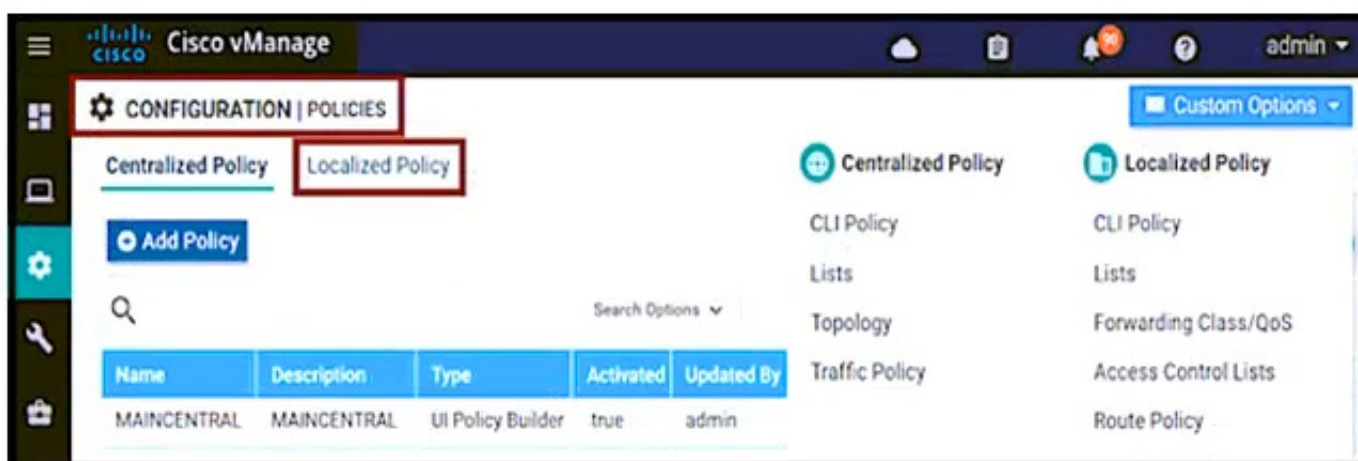 CISCO Cisco vManage 90 ? admin
CONFIGURATION | POLICIES
Custom Options
Centralized Policy Localized Policy
Add Policy
Search Options
Name Description Type Activated Updated By
MAINCENTRAL MAINCENTRAL UI Policy Builder true admin
Centralized Policy
CLI Policy
Lists
Topology
Traffic Policy
Localized Policy
CLI Policy
Lists
Forwarding Class/QoS
Access Control Lists
Route Policy